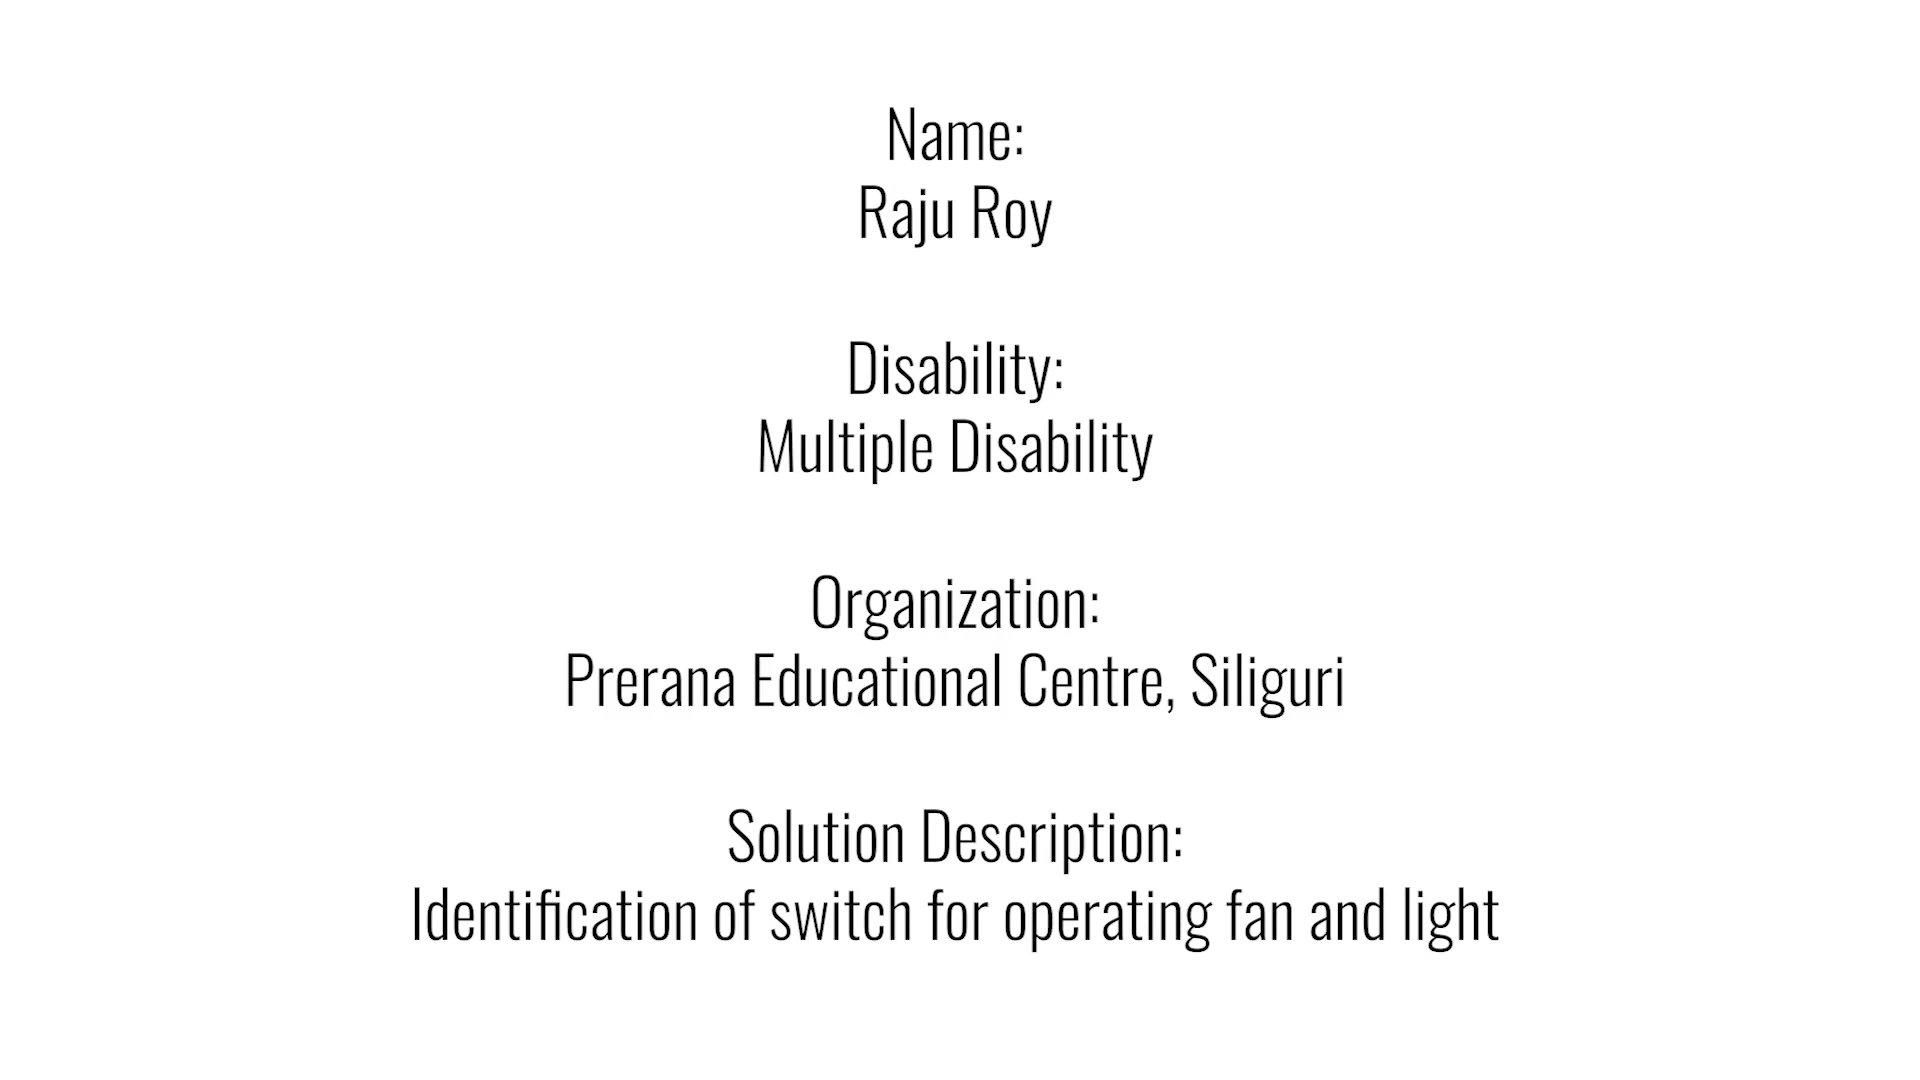 Name:
Raju Roy
Disability:
Multiple Disability
Organization:
Prerana Educational Centre, Siliguri
Solution Description:
Identification of switch for operating fan and light